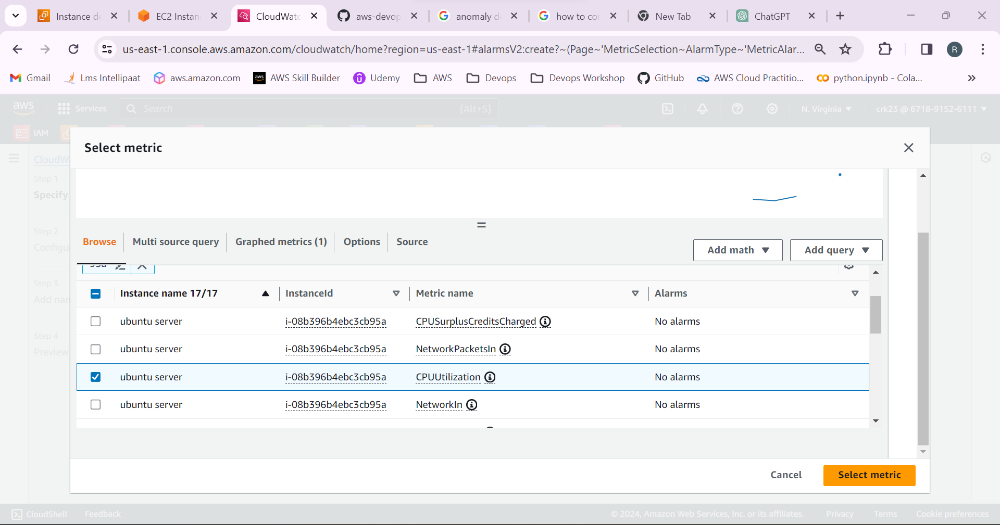 Instance de
EC2 Instan
CloudWatc
aws-devop
anomaly d
how to co
New Tab
ChatGPT
us-east-1.console.aws.amazon.com/cloudwatch/home?region=us-east-1#alarmsV2:create?~(Page~'MetricSelection~AlarmType~'MetricAlar...
R
Gmail
Lms Intellipaat
aws.amazon.com
aws
AWS Skill Builder
Udemy
AWS
Devops
Devops Workshop
GitHub
AWS Cloud Practitio...
python.ipynb - Cola...
aws
Services
Search
[Alt+S]
N. Virginia
crk23 @ 6718-9152-6111
IAM
Select metric
CloudWa
Step 1
Specify
Step 2
Configu
Step 3
Add nam
Step 4
Preview
Browse
Multi source query
Graphed metrics (1)
Options
Source
Add math
Add query
Instance name 17/17
InstanceId
Metric name
Alarms
ubuntu server
i-08b396b4ebc3cb95a
CPUSurplusCreditsCharged
No alarms
ubuntu server
i-08b396b4ebc3cb95a
NetworkPacketsIn
No alarms
ubuntu server
i-08b396b4ebc3cb95a
CPUUtilization
No alarms
ubuntu server
i-08b396b4ebc3cb95a
NetworkIn
No alarms
Cancel
Select metric
CloudShell
Feedback
© 2024, Amazon Web Services, Inc. or its affiliates.
Privacy
Terms
Cookie preferences